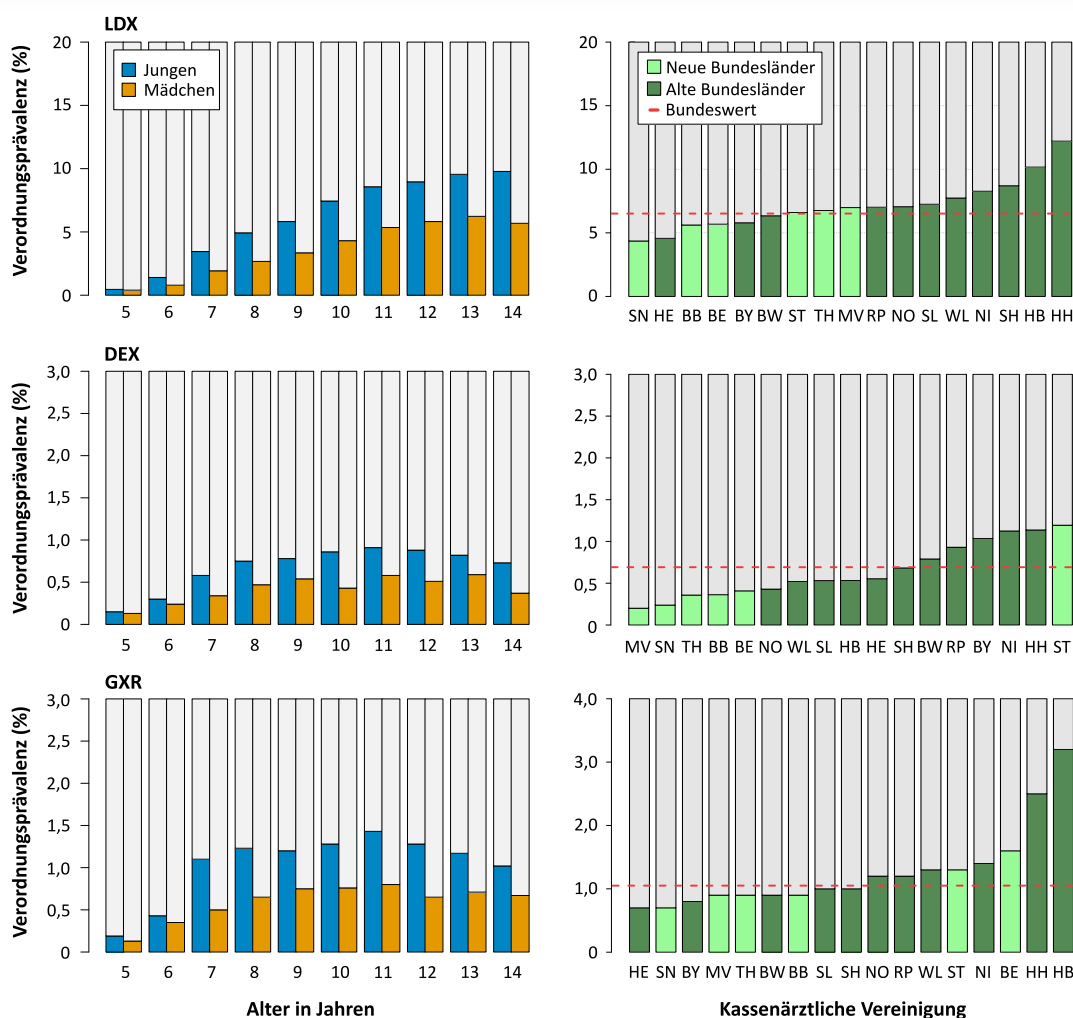 LDX
Verordnungsprävalenz (%)
20
15
10
5
0
Jungen
Mädchen
5 6 7 8 9 10 11 12 13 14
20
15
10
5
0
Neue Bundesländer
Alte Bundesländer
Bundeswert
SN HE BB BE BY BW ST TH MV RP NO SL WL NI SH HB HH
DEX
Verordnungsprävalenz (%)
3,0
2,5
2,0
1,5
1,0
0,5
0
5 6 7 8 9 10 11 12 13 14
3,0
2,5
2,0
1,5
1,0
0,5
0
MV SN TH BB BE NO WL SL HB HE SH BW RP BY NI HH ST
GXR
Verordnungsprävalenz (%)
3,0
2,0
1,5
1,0
0,5
0
5 6 7 8 9 10 11 12 13 14
Alter in Jahren
4,0
3,0
2,0
1,0
0
HE SN BY MV TH BW BB SL SH NO RP WL ST NI BE HH HB
Kassenärztliche Vereinigung